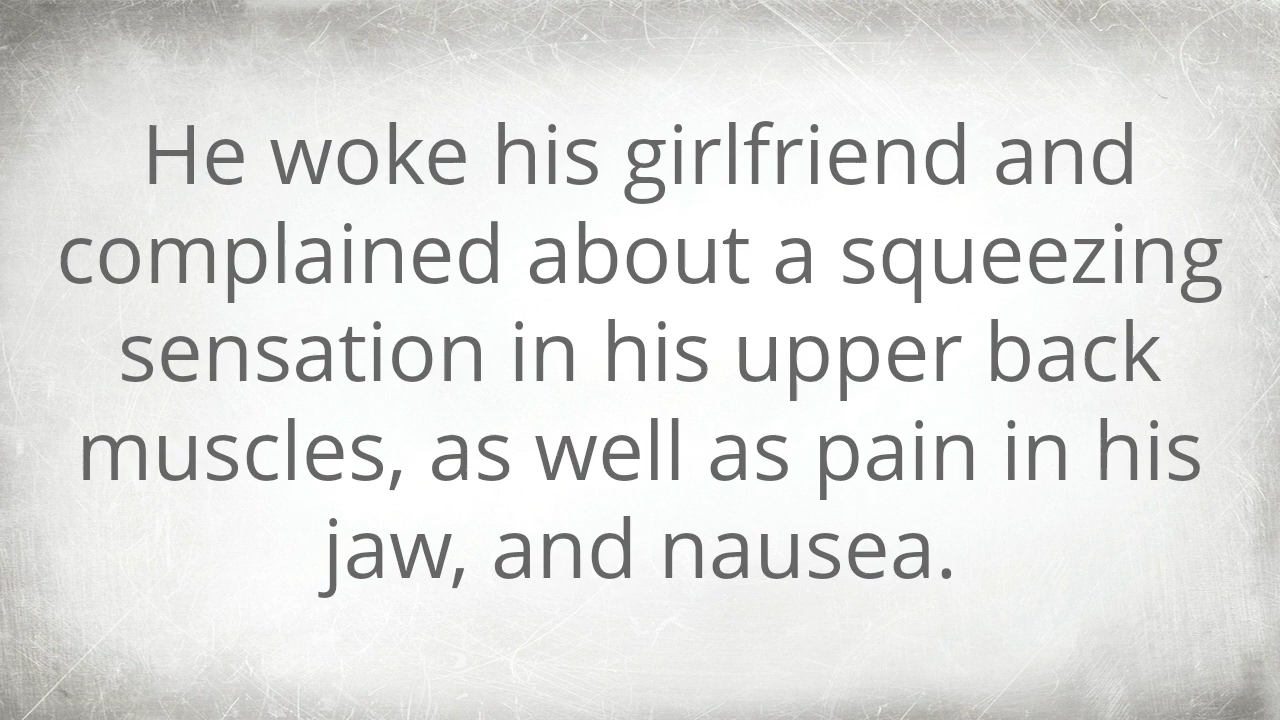 He woke his girlfriend and
complained about a squeezing
sensation in his upper back
muscles, as well as pain in his
jaw, and nausea.